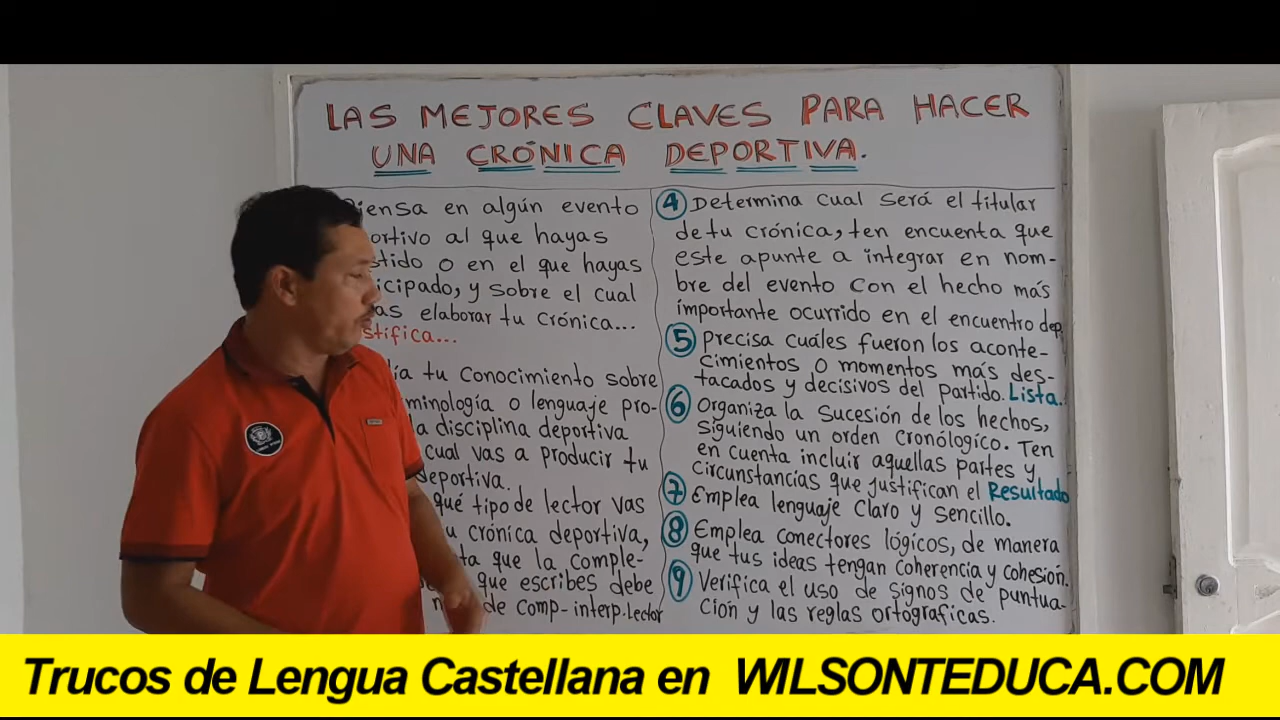 LAS MEJORES CLAVES PARA HACER
UNA CRÓNICA DEPORTIVA.
iensa en algún evento
ortivo al que hayas
stido o en el que hayas
icipado, y sobre el cual
as elaborar tu crónica...
stifica...
ía tu conocimiento sobre
minología o lenguaje pro-
la disciplina deportiva
cual vas a producir tu
deportiva.
qué tipo de lector vas
u crónica deportiva,
ta que la comple-
que escribes debe
de comp-interp.lector
4 Determina cual será el titular
de tu crónica, ten encuenta que
este apunte a integrar en nom-
bre del evento con el hecho más
importante ocurrido en el encuentro dep.
5 Precisa cuáles fueron los aconte-
cimientos o momentos más des-
tacados y decisivos del partido. Lista.
6 Organiza la sucesión de los hechos,
siguiendo un orden cronológico. Ten
en cuenta incluir aquellas partes y
circunstancias que justifican el Resultado
7 Emplea lenguaje claro y sencillo.
8 Emplea conectores lógicos, de manera
que tus ideas tengan coherencia y cohesión.
9 Verifica el uso de signos de puntua-
ción y las reglas ortograficas.
Trucos de Lengua Castellana en WILSONTEDUCA.COM